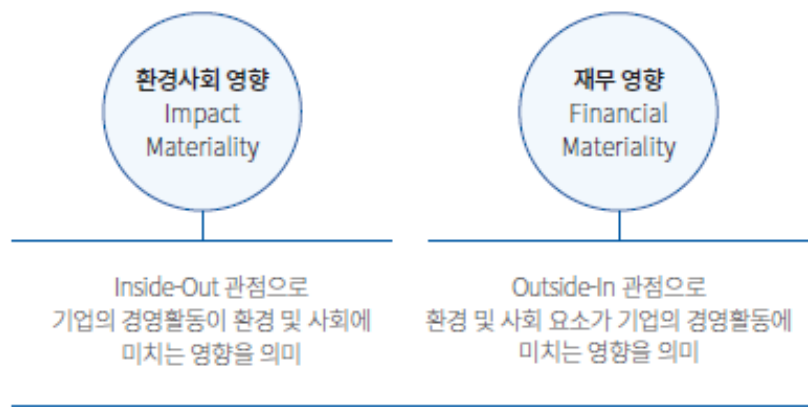 환경사회 영향
Impact
Materiality
재무 영향
Financial
Materiality
Inside-Out 관점으로
기업의 경영활동이 환경 및 사회에
미치는 영향을 의미
Outside-In 관점으로
환경 및 사회 요소가 기업의 경영활동에
미치는 영향을 의미